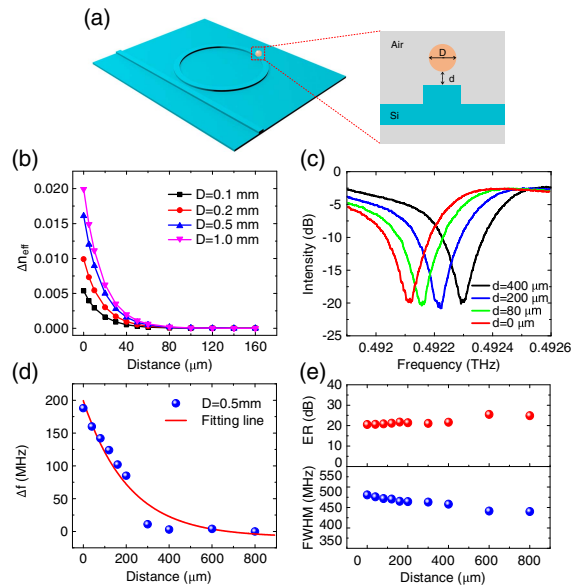 (a)
Air
D
d
Si
(b)
Δn_eff
0.020
0.015
0.010
0.005
0.000
D=0.1 mm
D=0.2 mm
D=0.5 mm
D=1.0 mm
0 40 80 120 160
Distance (μm)
(c)
Intensity (dB)
0
-5
-10
-15
-20
-25
d=400 μm
d=200 μm
d=80 μm
d=0 μm
0.492 0.4922 0.4924 0.4926
Frequency (THz)
(d)
Δf (MHz)
200
150
100
50
0
D=0.5mm
Fitting line
0 200 400 600 800
Distance (μm)
(e)
ER (dB)
40
30
20
10
0
FWHM (MHz)
500
450
400
350
0 200 400 600 800
Distance (μm)